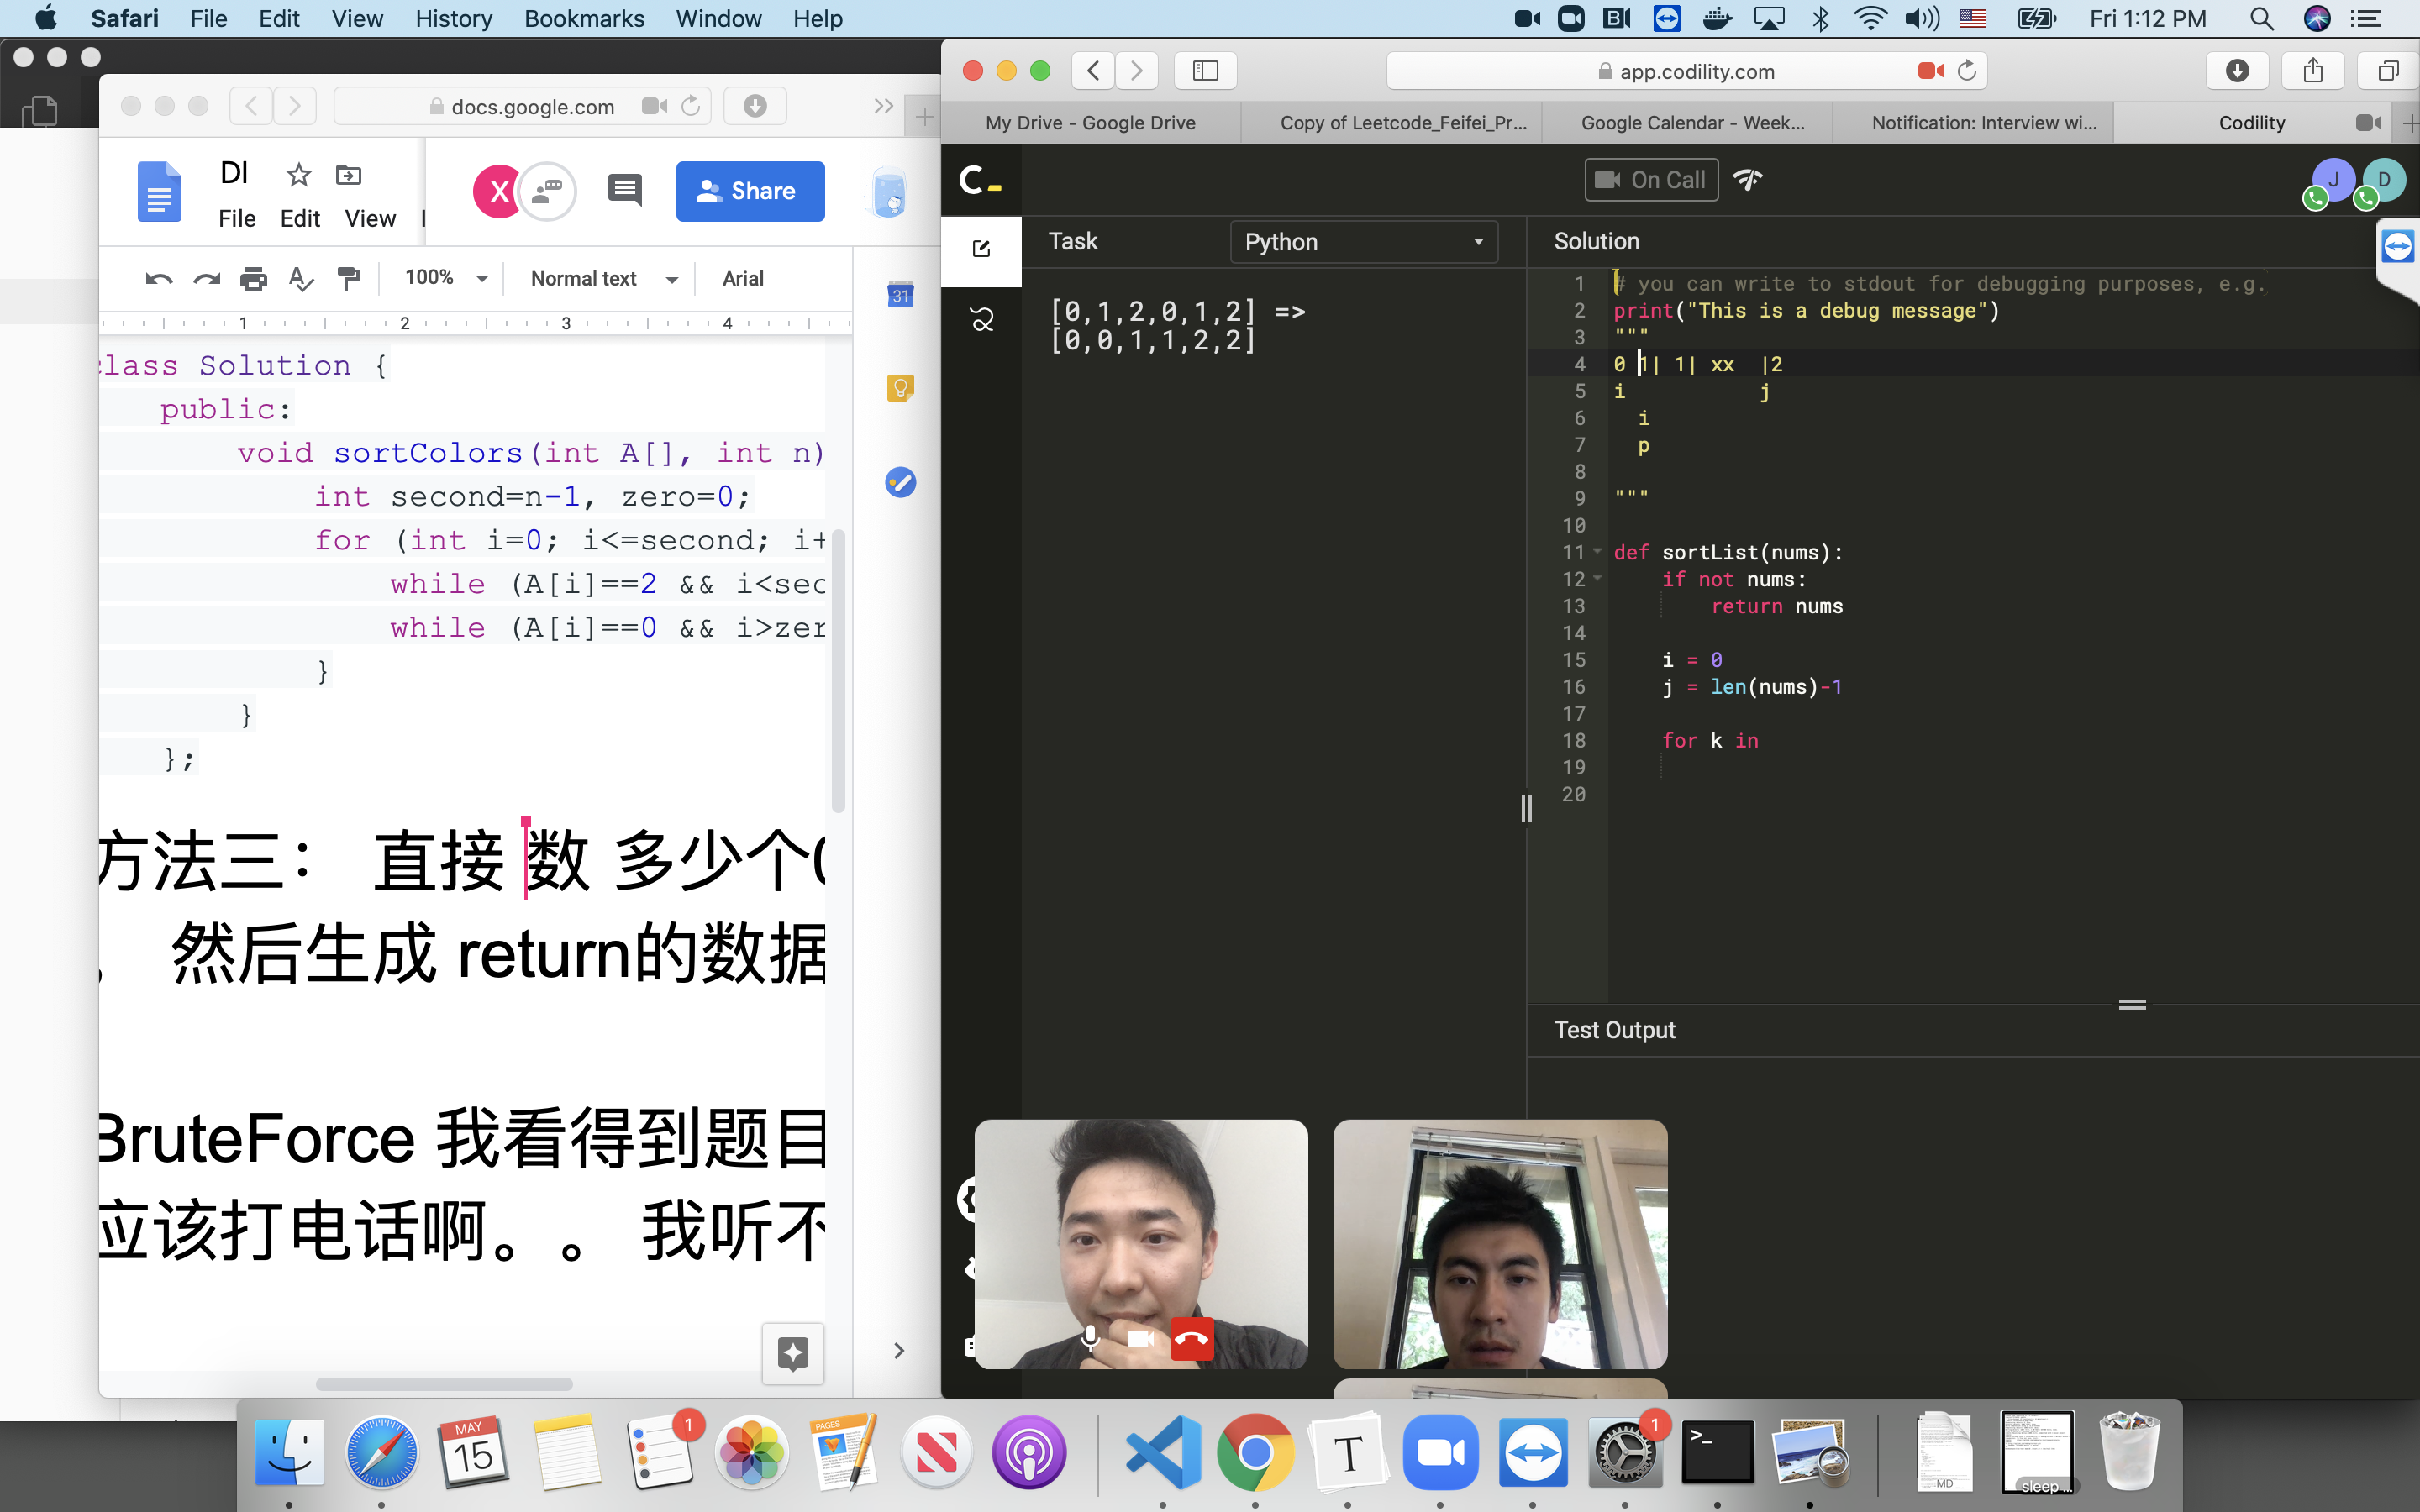 Safari File Edit View History Bookmarks Window Help
Fri 1:12 PM
docs.google.com
app.codility.com
My Drive - Google Drive
Copy of Leetcode_Feifei_Pr...
Google Calendar - Week...
Notification: Interview wi...
Codility
DI
File Edit View
X
Share
100% Normal text Arial
1 2 3 4
31
class Solution {
public:
void sortColors(int A[], int n)
int second=n-1, zero=0;
for (int i=0; i<=second; i+
while (A[i]==2 && i<sec
while (A[i]==0 && i>zer
}
}
};
方法三： 直接 数 多少个0
， 然后生成 return的数据
BruteForce 我看得到题目
应该打电话啊。。 我听不
C_
On Call
J D
Task
Python
[0,1,2,0,1,2] =>
[0,0,1,1,2,2]
Solution
1 # you can write to stdout for debugging purposes, e.g.
2 print("This is a debug message")
3 """
4 0 1| 1| xx |2
5 i j
6 i
7 p
8
9 """
10
11 def sortList(nums):
12 if not nums:
13 return nums
14
15 i = 0
16 j = len(nums)-1
17
18 for k in
19
20
Test Output
MAY
15
1
PAGES
T
1
>_
MD
sleep ...